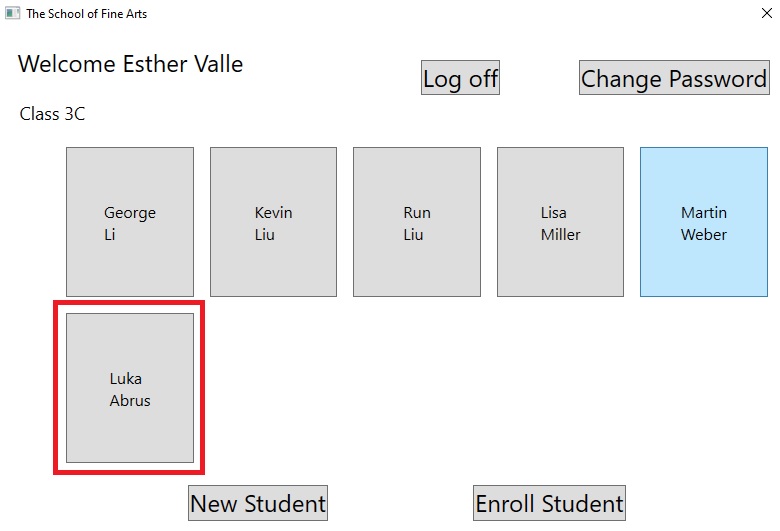 The School of Fine Arts
Welcome Esther Valle
Log off
Change Password
Class 3C
George
Li
Kevin
Liu
Run
Liu
Lisa
Miller
Martin
Weber
Luka
Abrus
New Student
Enroll Student